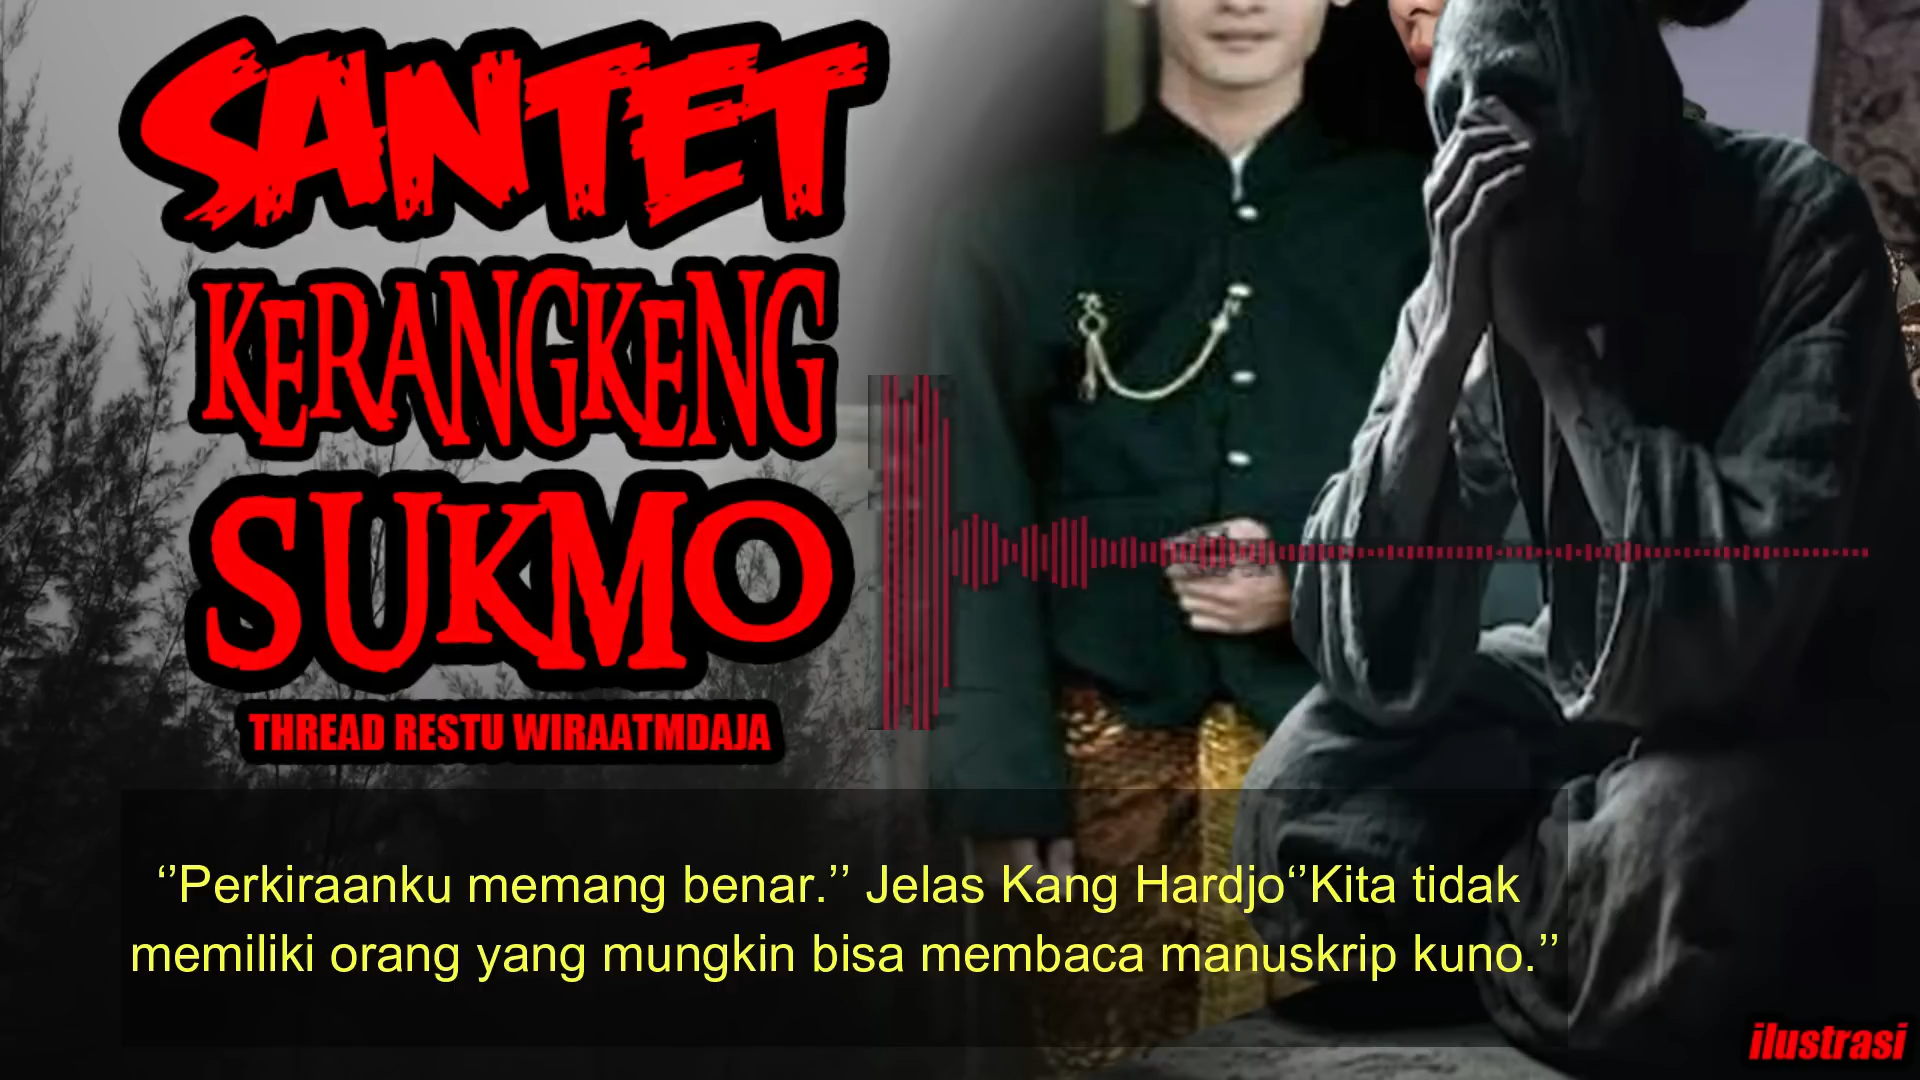 SANTET
KERANGKENG
SUKMO
THREAD RESTU WIRAATMDAJA
‘’Perkiraanku memang benar.’’ Jelas Kang Hardjo‘’Kita tidak
memiliki orang yang mungkin bisa membaca manuskrip kuno.’’
ilustrasi